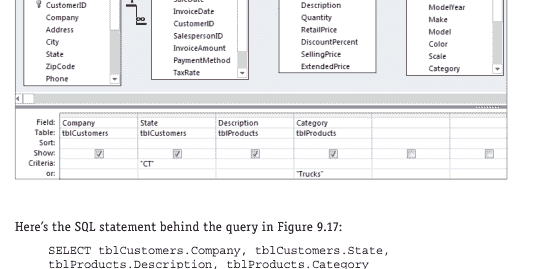 CustomerID
Company
Address
City
State
ZipCode
Phone
SaleDate
InvoiceDate
CustomerID
SalespersonID
InvoiceAmount
PaymentMethod
TaxRate
Description
Quantity
RetailPrice
DiscountPercent
SellingPrice
ExtendedPrice
ModelYear
Make
Model
Color
Scale
Category
Field: Company State Description Category
Table: tblCustomers tblCustomers tblProducts tblProducts
Sort:
Show:
Criteria: "CT"
or: "Trucks"
Here's the SQL statement behind the query in Figure 9.17:
SELECT tblCustomers.Company, tblCustomers.State,
tblProducts.Description, tblProducts.Category